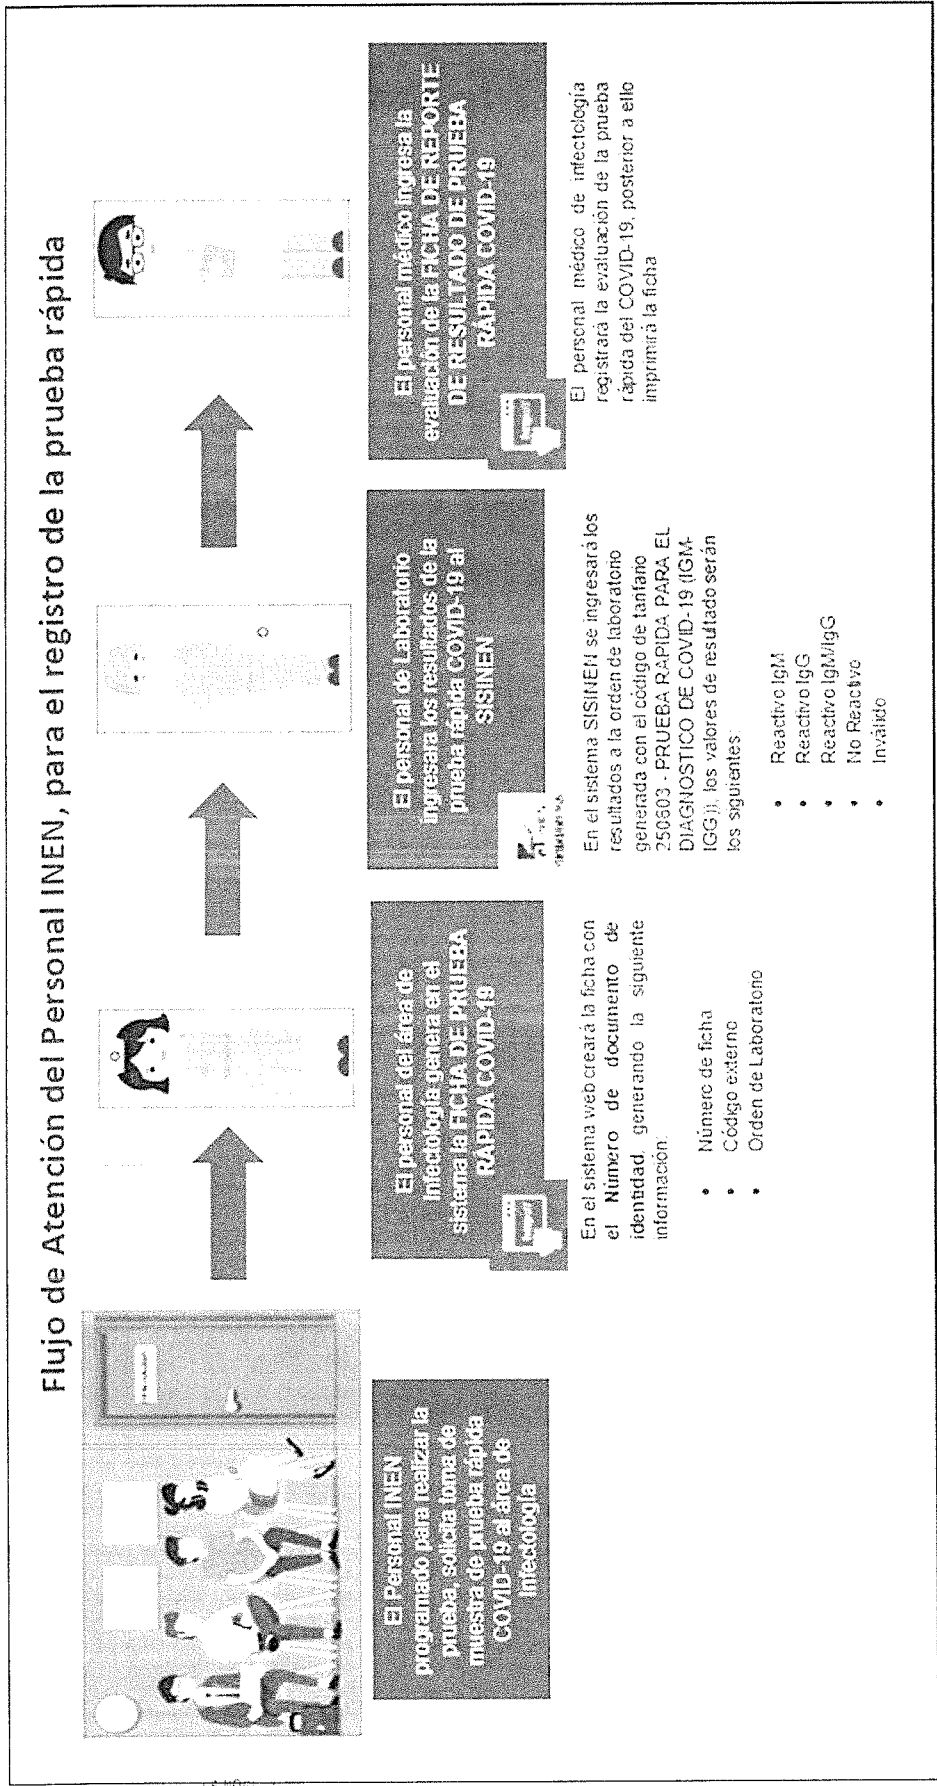 Flujo de Atención del Personal INEN, para el registro de la prueba rápida
El Personal INEN
programado para realizar la
prueba, solicita toma de
muestra de prueba rápida
COVID-19 al área de
Infectología
El personal del área de
Infectología genera en el
sistema la FICHA DE PRUEBA
RÁPIDA COVID-19
En el sistema web creará la ficha con
el Número de documento de
identidad, generando la siguiente
información:
• Número de ficha
• Código externo
• Orden de Laboratorio
El personal de Laboratorio
ingresara los resultados de la
prueba rápida COVID-19 al
SISINEN
En el sistema SISINEN se ingresará los
resultados a la orden de laboratorio
generada con el código de tarifario
250603 - PRUEBA RAPIDA PARA EL
DIAGNOSTICO DE COVID-19 (IGM-
IGG)), los valores de resultado serán
los siguientes:
• Reactivo IgM
• Reactivo IgG
• Reactivo IgM/IgG
• No Reactivo
• Inválido
El personal médico ingresa la
evaluación de la FICHA DE REPORTE
DE RESULTADO DE PRUEBA
RÁPIDA COVID-19
El personal médico de infectología
registrará la evaluación de la prueba
rápida del COVID-19, posterior a ello
imprimirá la ficha